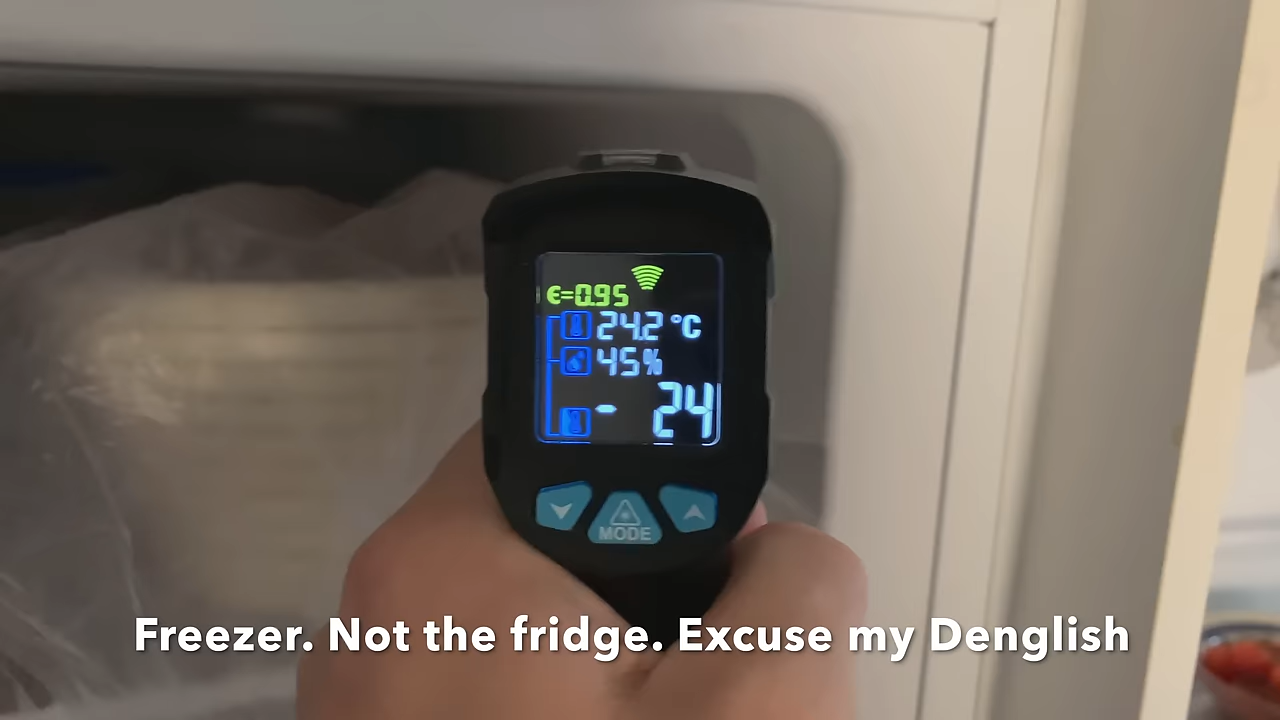 ϵ=0.95
24.2 °C
45%
- 24
MODE
Freezer. Not the fridge. Excuse my Denglish